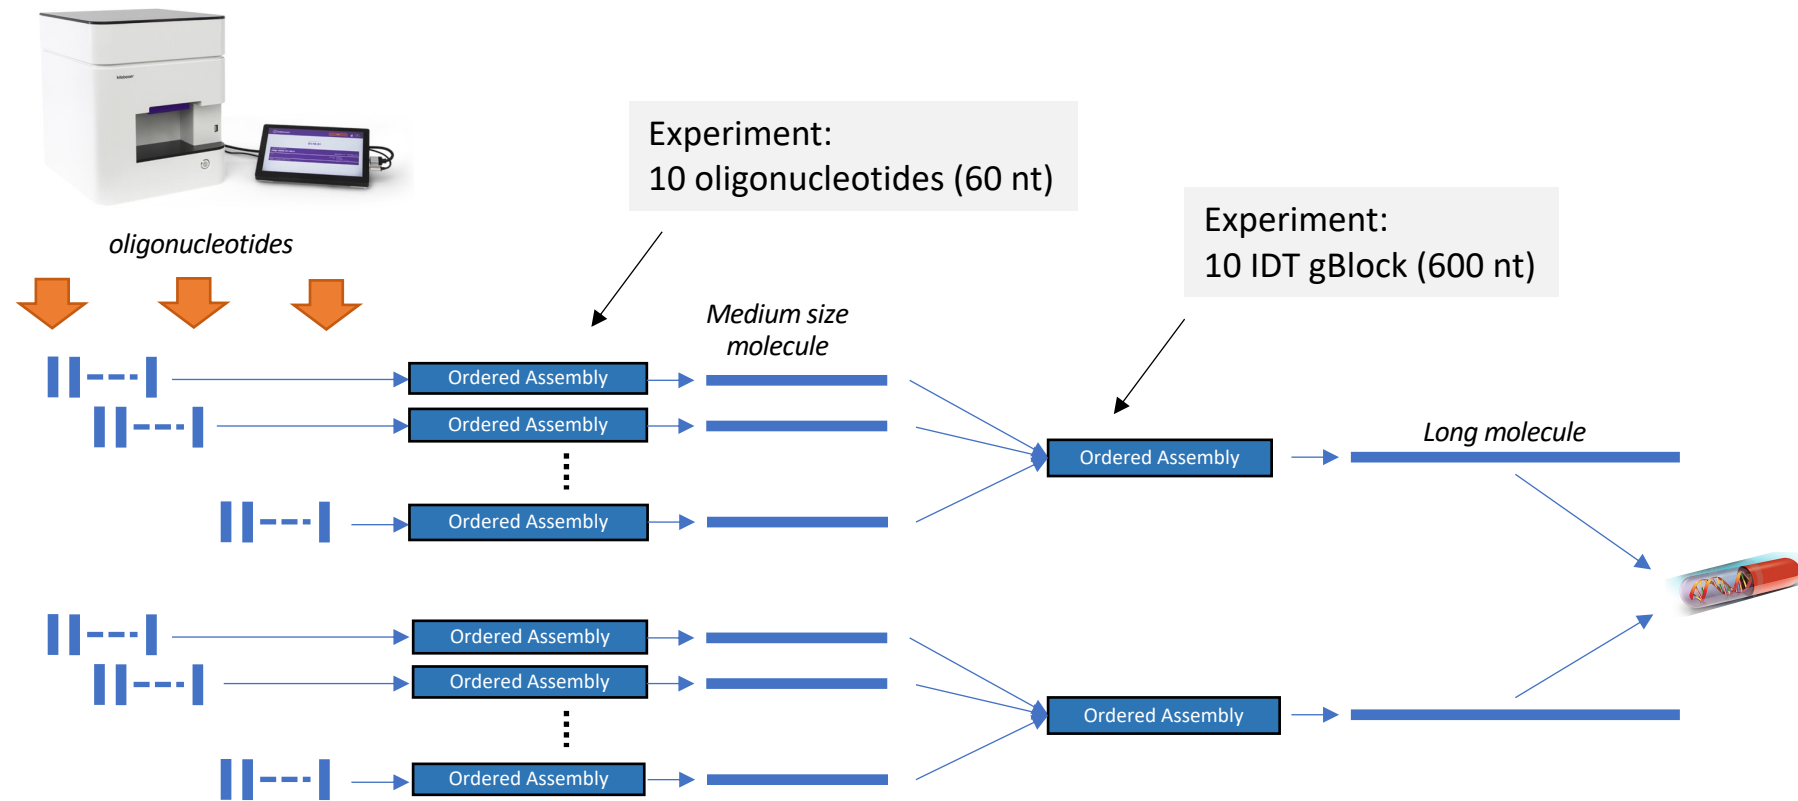 Experiment:
10 oligonucleotides (60 nt)
Experiment:
10 IDT gBlock (600 nt)
oligonucleotides
Medium size
molecule
Ordered Assembly
Ordered Assembly
Ordered Assembly
Ordered Assembly
Long molecule
Ordered Assembly
Ordered Assembly
Ordered Assembly
Ordered Assembly